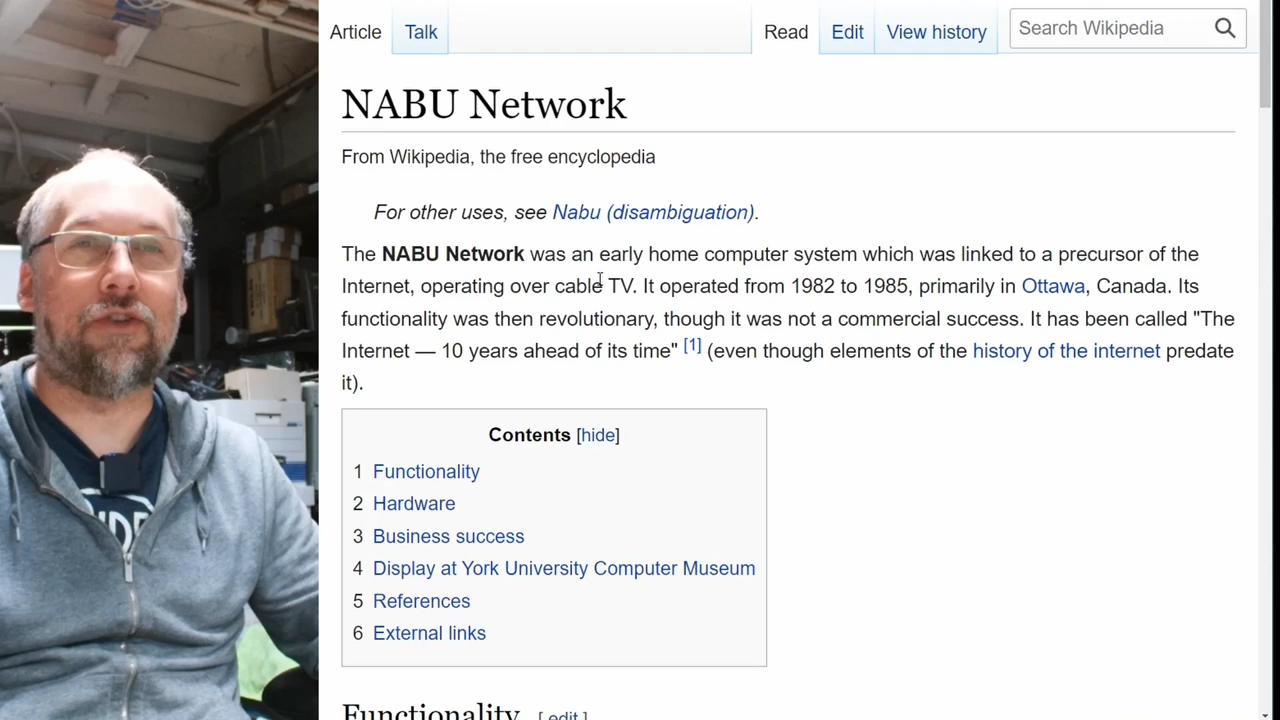 Article Talk Read Edit View history Search Wikipedia
NABU Network
From Wikipedia, the free encyclopedia
For other uses, see Nabu (disambiguation).
The NABU Network was an early home computer system which was linked to a precursor of the
Internet, operating over cable TV. It operated from 1982 to 1985, primarily in Ottawa, Canada. Its
functionality was then revolutionary, though it was not a commercial success. It has been called "The
Internet — 10 years ahead of its time" [1] (even though elements of the history of the internet predate
it).
Contents [hide]
1 Functionality
2 Hardware
3 Business success
4 Display at York University Computer Museum
5 References
6 External links
Functionality [ edit ]